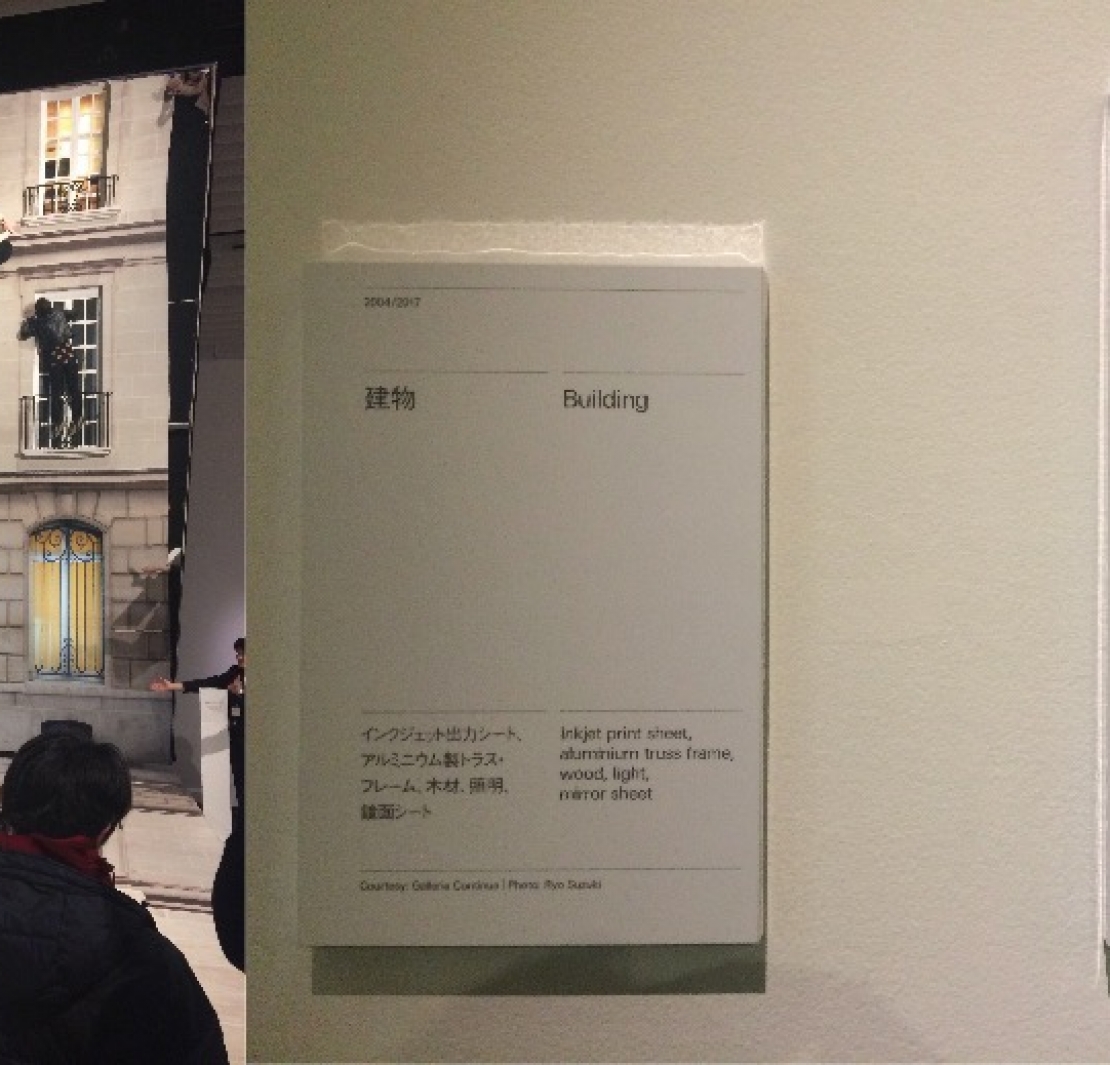 2004/2017
建物
Building
インクジェット出力シート、
アルミニウム製トラス・
フレーム、木材、照明、
鏡面シート
Inkjet print sheet,
aluminium truss frame,
wood, light,
mirror sheet
Courtesy: Galleria Continua | Photo: Ryo Suzuki